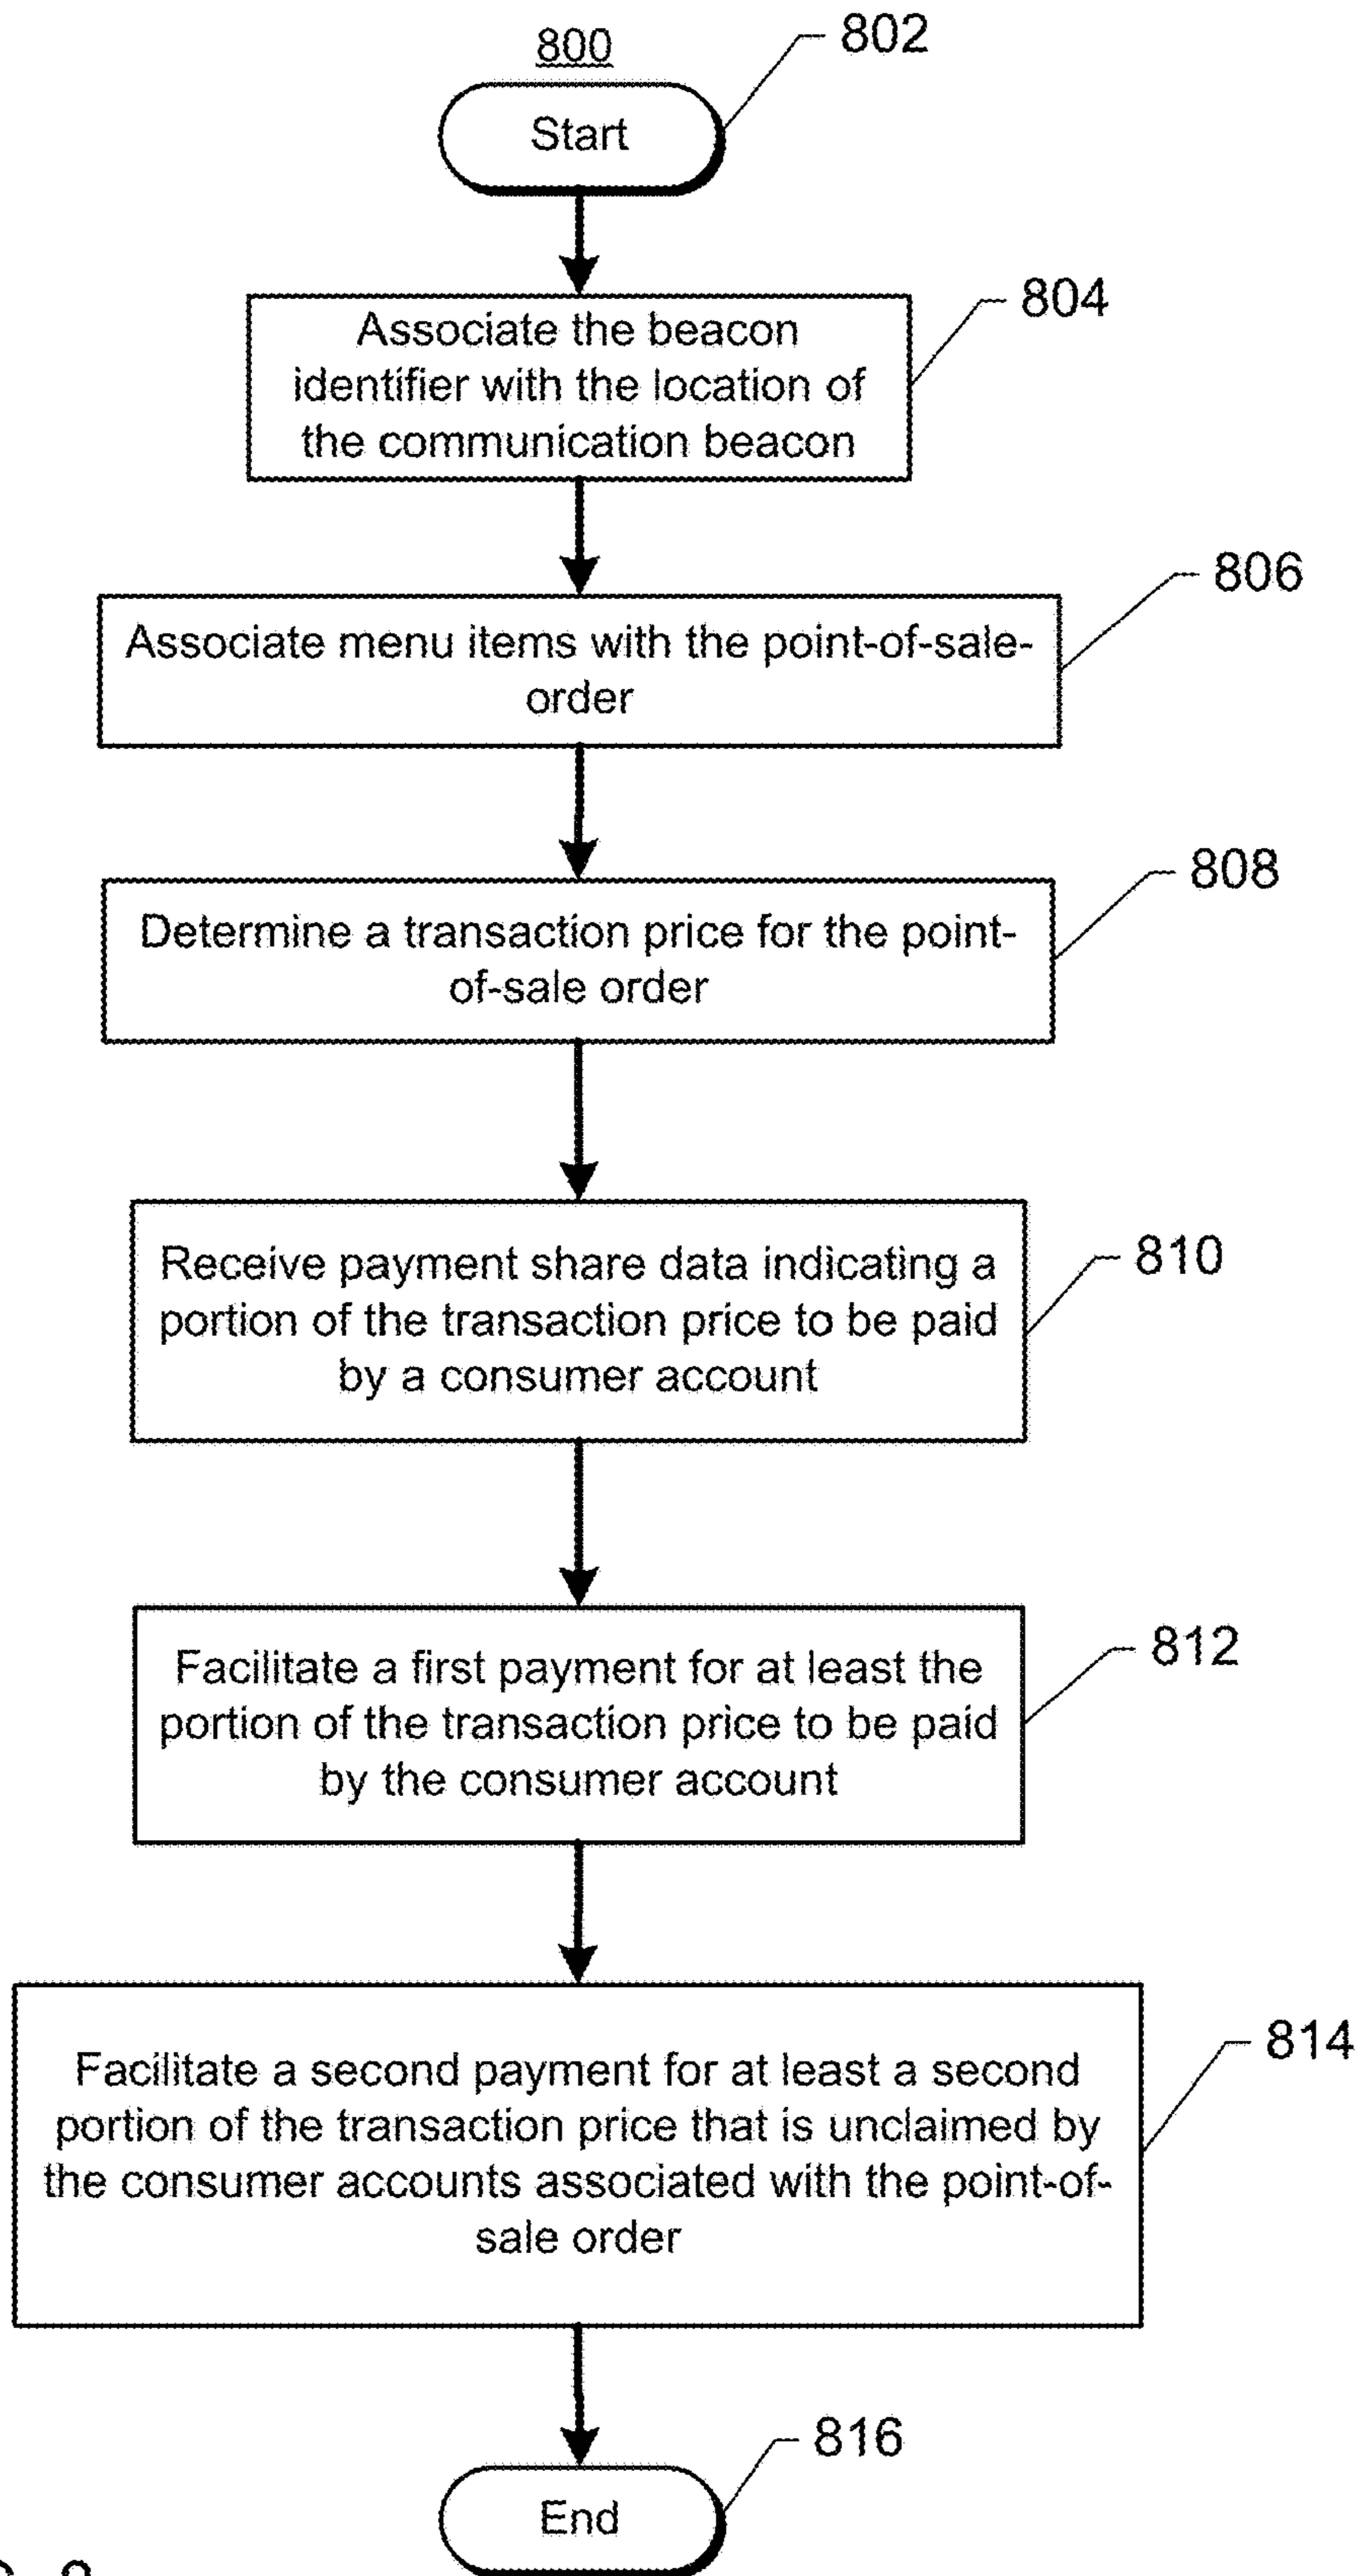 800
802
Start
804
Associate the beacon
identifier with the location of
the communication beacon
806
Associate menu items with the point-of-sale-
order
808
Determine a transaction price for the point-
of-sale order
810
Receive payment share data indicating a
portion of the transaction price to be paid
by a consumer account
812
Facilitate a first payment for at least the
portion of the transaction price to be paid
by the consumer account
814
Facilitate a second payment for at least a second
portion of the transaction price that is unclaimed by
the consumer accounts associated with the point-of-
sale order
816
End